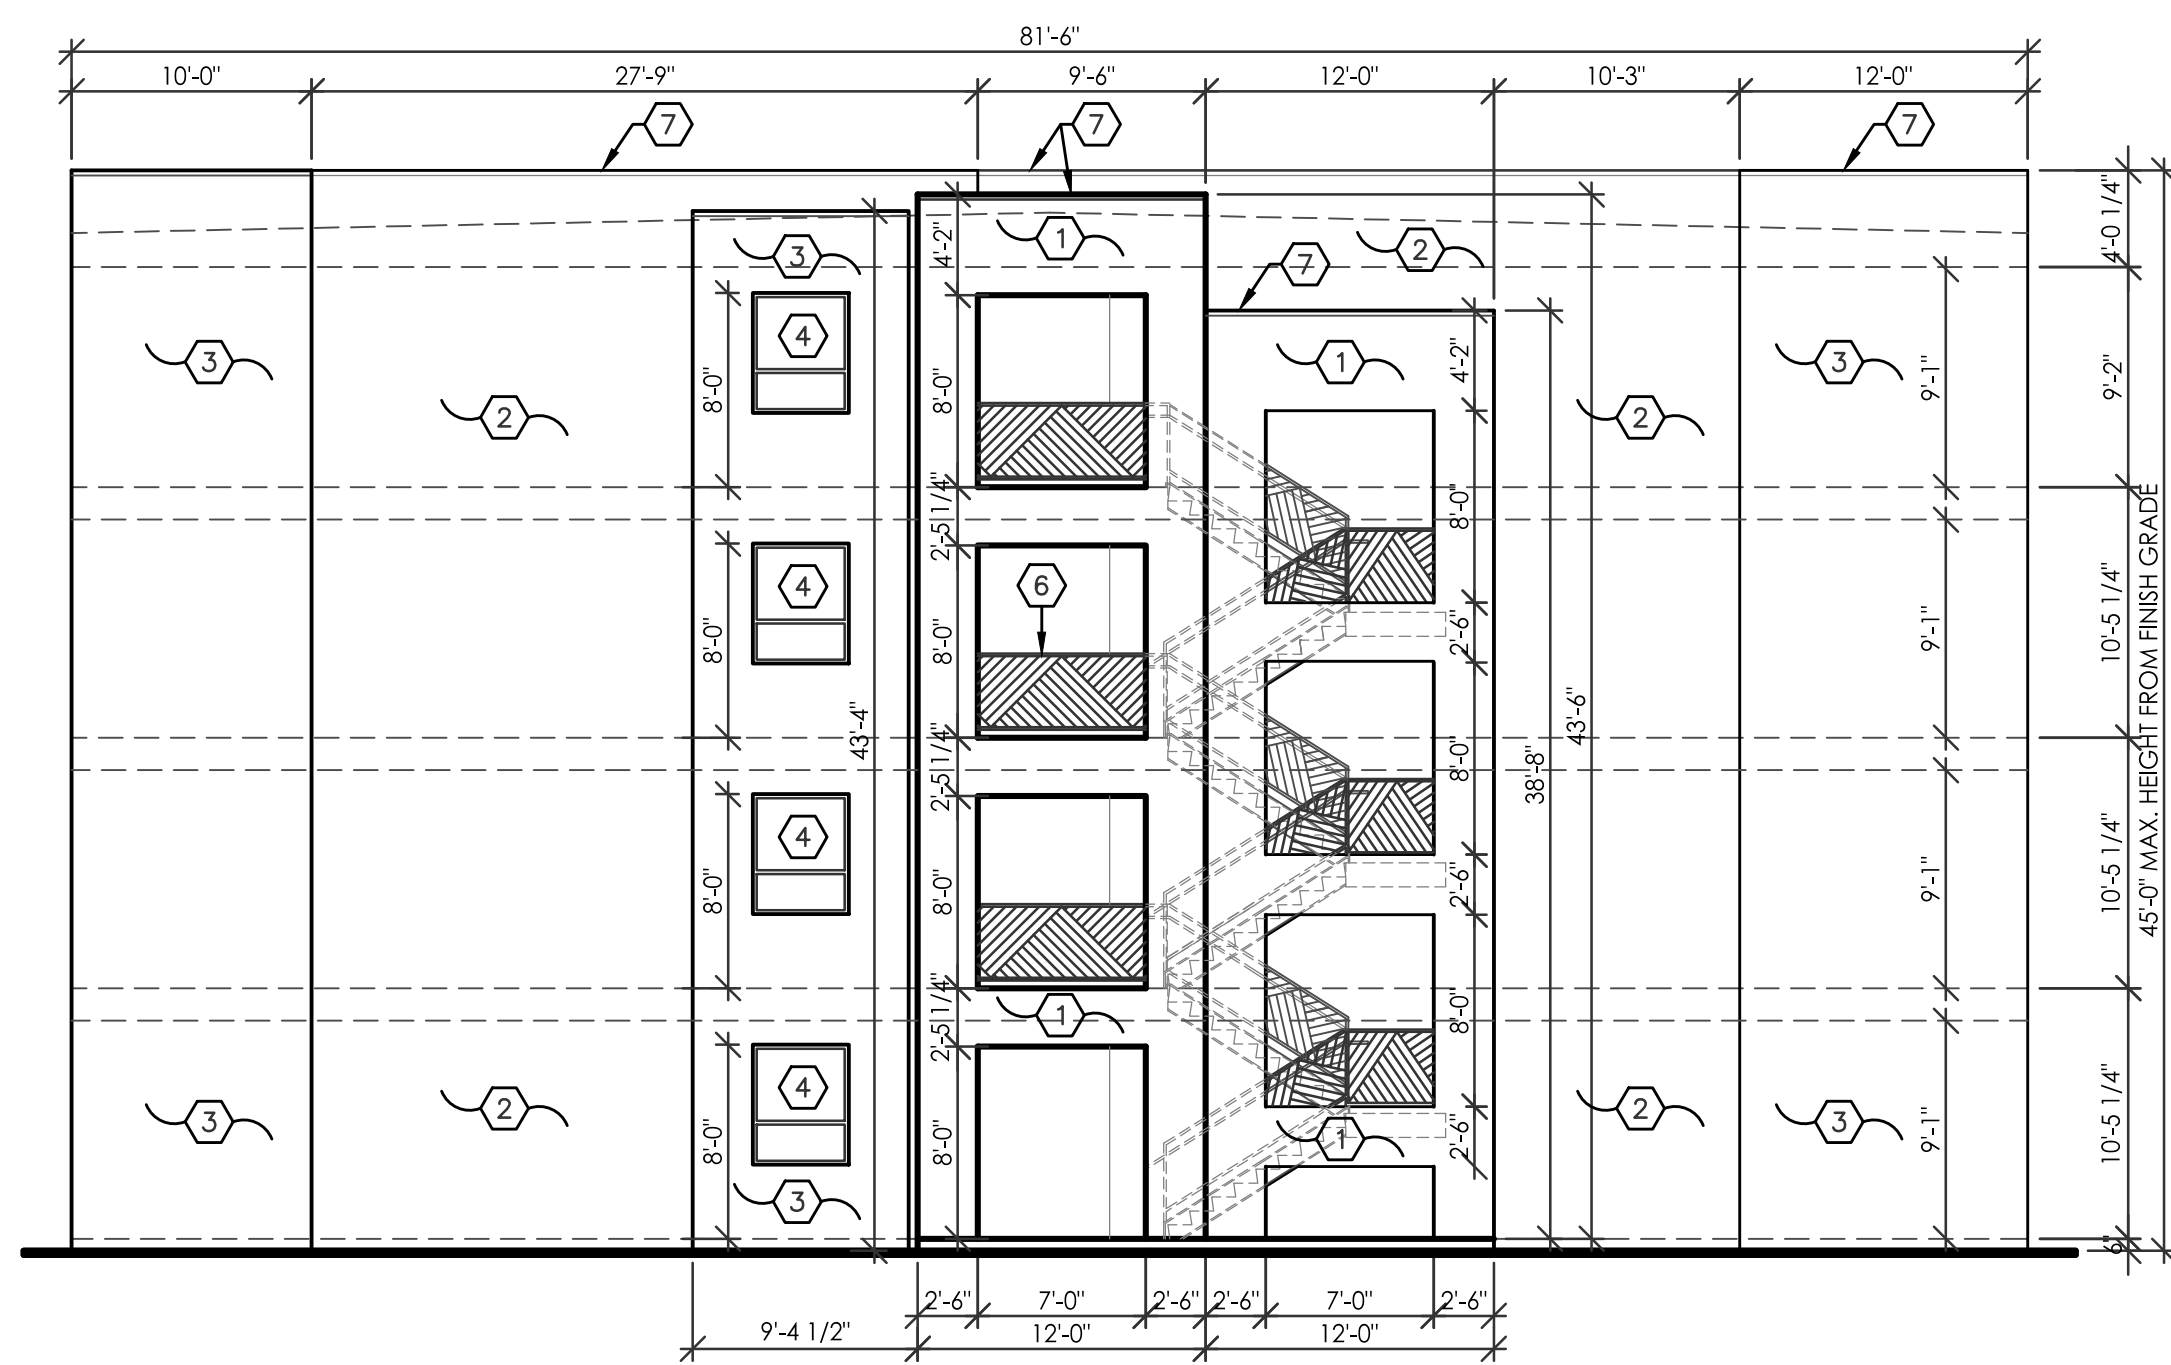 81'-6"
10'-0" 27'-9" 9'-6" 12'-0" 10'-3" 12'-0"
7 7 7
4'-0 1/4"
4'-2" 1 2
3 7
3 4 8'-0" 8'-0" 1 4'-2" 3 9'-1" 9'-2"
2 2
2'-5 1/4" 8'-0"
4 8'-0" 6 8'-0" 2'-6" 9'-1" 10'-5 1/4"
43'-4" 43'-6" 38'-8"
45'-0" MAX. HEIGHT FROM FINISH GRADE
2'-5 1/4" 8'-0"
4 8'-0" 8'-0" 2'-6" 9'-1" 10'-5 1/4"
2'-5 1/4" 1 8'-0"
3 2 4 8'-0" 8'-0" 1 2'-6" 2 3 9'-1" 10'-5 1/4"
3
6"
2'-6" 7'-0" 2'-6" 2'-6" 7'-0" 2'-6"
9'-4 1/2" 12'-0" 12'-0"